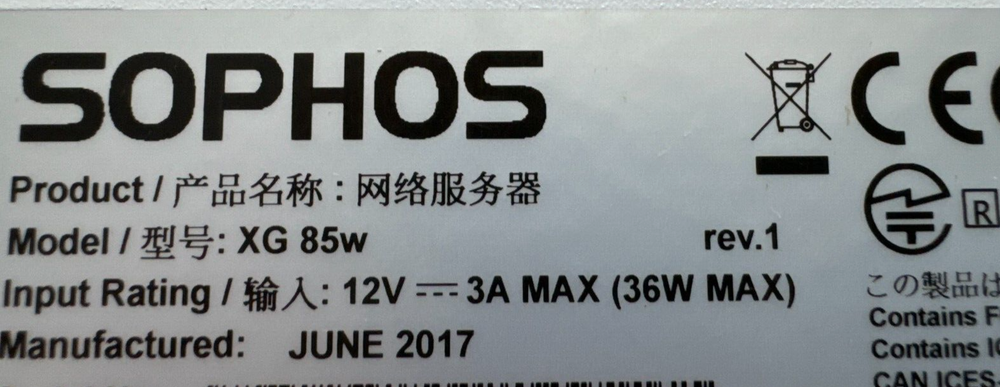 SOPHOS
Product / 产品名称 : 网络服务器
Model / 型号: XG 85w rev.1
Input Rating / 输入: 12V ⎓ 3A MAX (36W MAX)
Manufactured: JUNE 2017
CE
R
この製品は
Contains
Contains
CAN ICES